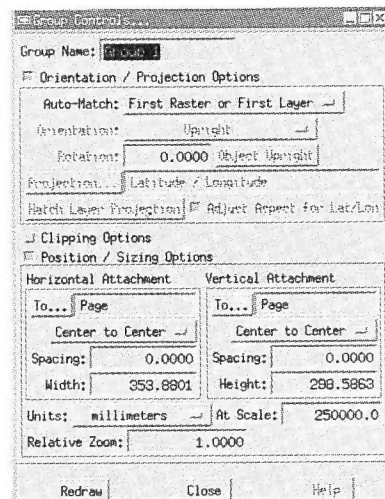 Group Controls...
Group Name: Group 1
Orientation / Projection Options
Auto-Match: First Raster or First Layer
Orientation: Upright
Rotation: 0.0000 Object Upright
Projection... Latitude / Longitude
Match Layer Projection Adjust Aspect for Lat/Lon
Clipping Options
Position / Sizing Options
Horizontal Attachment Vertical Attachment
To... Page To... Page
Center to Center Center to Center
Spacing: 0.0000 Spacing: 0.0000
Width: 353.8801 Height: 298.5863
Units: millimeters At Scale: 250000.0
Relative Zoom: 1.0000
Redraw Close Help